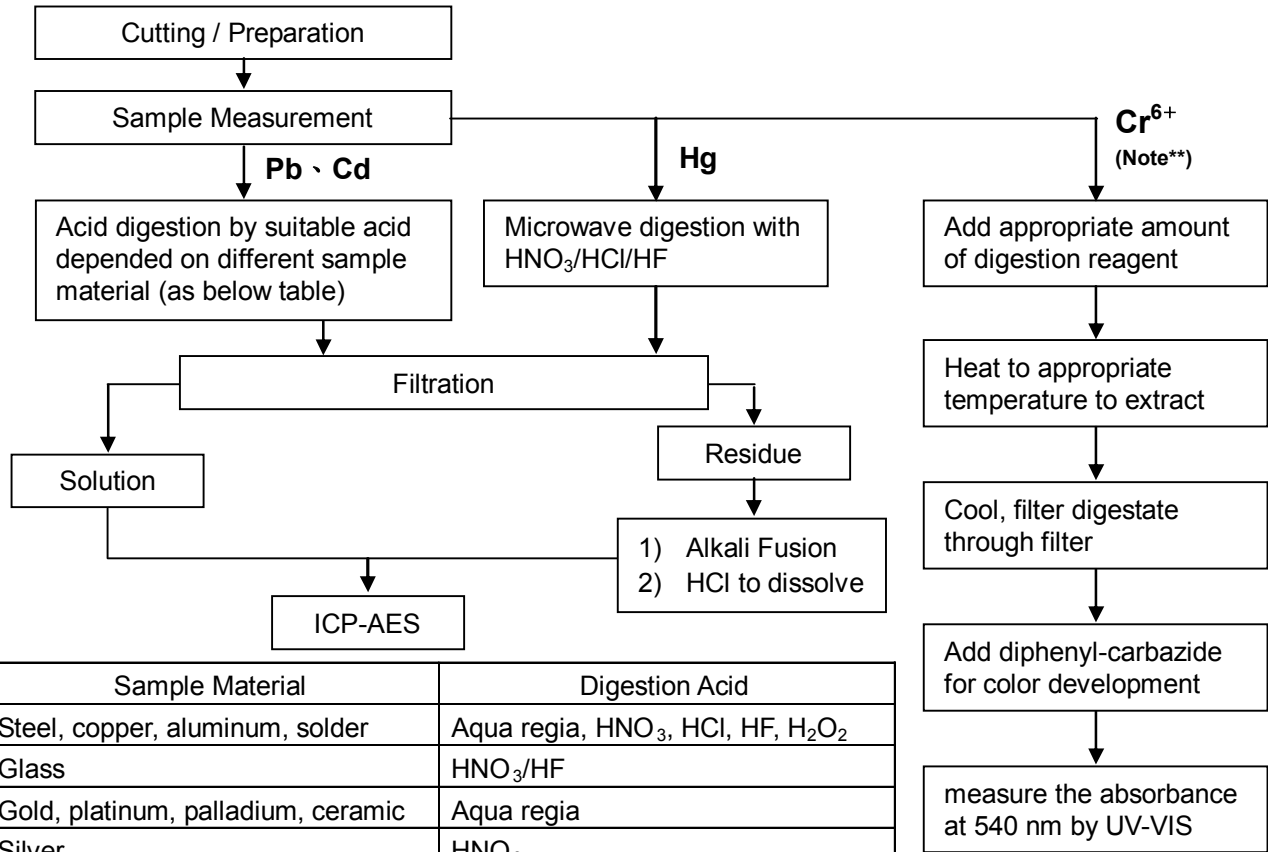 Cutting / Preparation
Sample Measurement
Pb、Cd
Hg
Cr⁶⁺
(Note**)
Acid digestion by suitable acid
depended on different sample
material (as below table)
Microwave digestion with
HNO₃/HCl/HF
Add appropriate amount
of digestion reagent
Filtration
Heat to appropriate
temperature to extract
Solution
Residue
1) Alkali Fusion
2) HCl to dissolve
Cool, filter digestate
through filter
ICP-AES
Add diphenyl-carbazide
for color development
Sample Material	Digestion Acid
Steel, copper, aluminum, solder	Aqua regia, HNO₃, HCl, HF, H₂O₂
Glass	HNO₃/HF
Gold, platinum, palladium, ceramic	Aqua regia
Silver	HNO₃
measure the absorbance
at 540 nm by UV-VIS